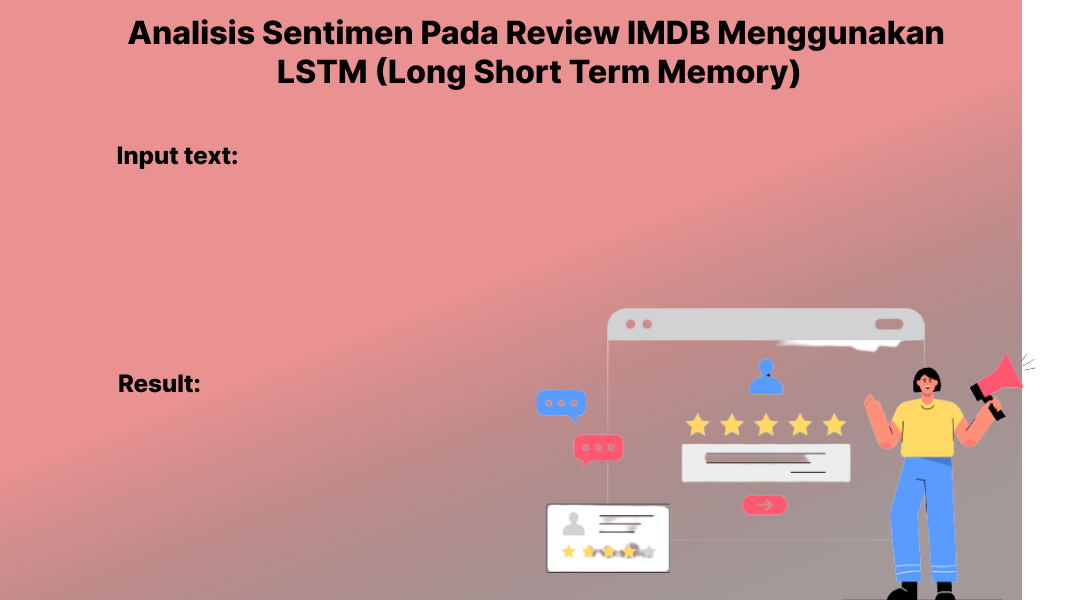 Analisis Sentimen Pada Review IMDB Menggunakan
LSTM (Long Short Term Memory)
Input text:
Result: